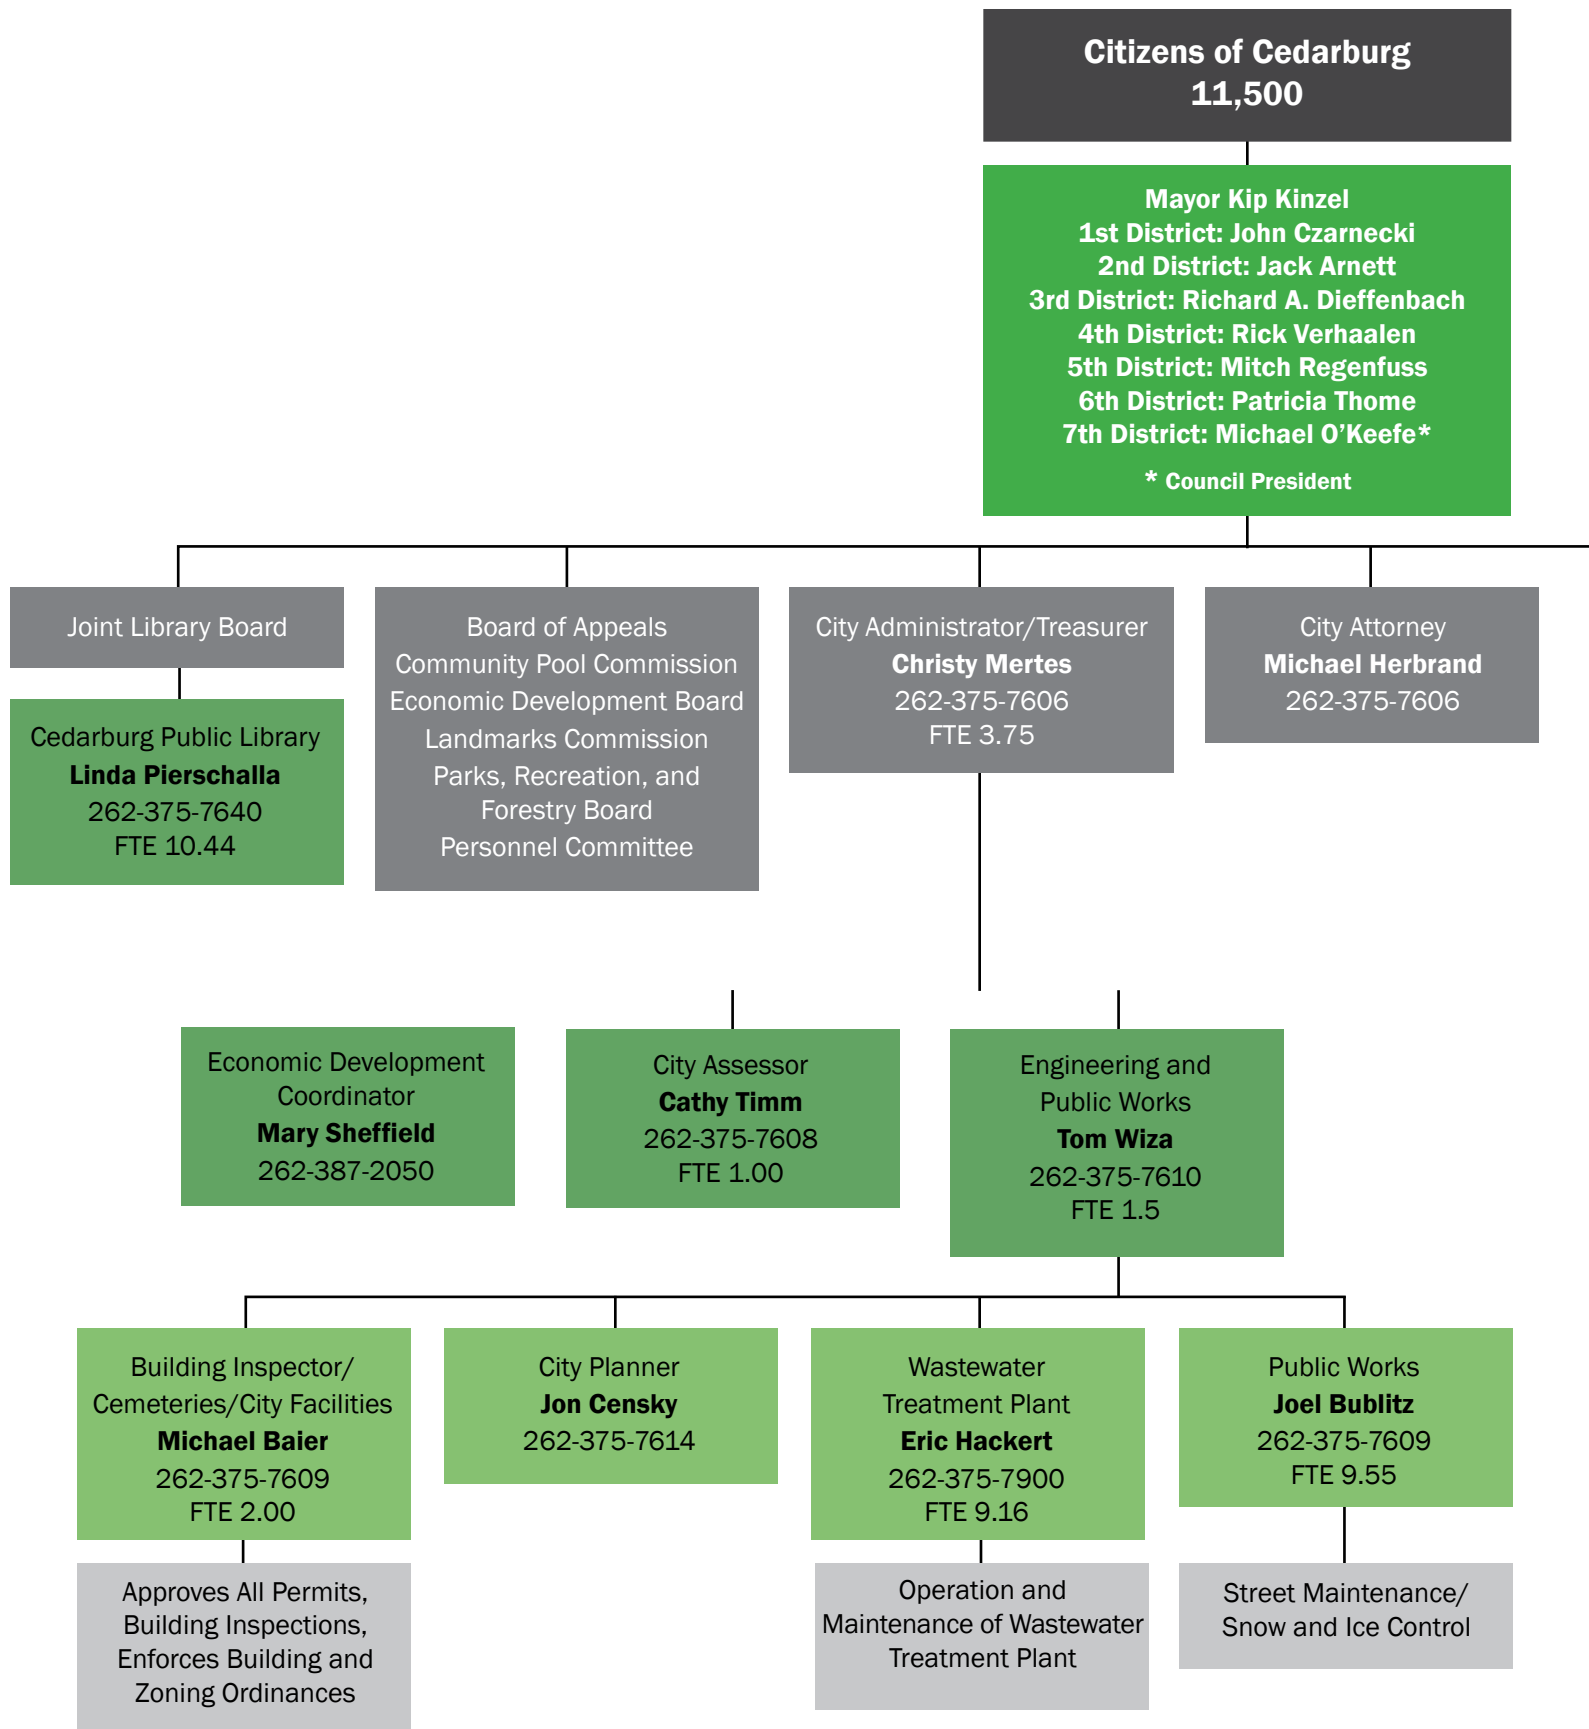 Citizens of Cedarburg
11,500
Mayor Kip Kinzel
1st District: John Czarnecki
2nd District: Jack Arnett
3rd District: Richard A. Dieffenbach
4th District: Rick Verhaalen
5th District: Mitch Regenfuss
6th District: Patricia Thome
7th District: Michael O’Keefe*
* Council President
Joint Library Board
Cedarburg Public Library
Linda Pierschalla
262-375-7640
FTE 10.44
Board of Appeals
Community Pool Commission
Economic Development Board
Landmarks Commission
Parks, Recreation, and
Forestry Board
Personnel Committee
City Administrator/Treasurer
Christy Mertes
262-375-7606
FTE 3.75
City Attorney
Michael Herbrand
262-375-7606
Economic Development
Coordinator
Mary Sheffield
262-387-2050
City Assessor
Cathy Timm
262-375-7608
FTE 1.00
Engineering and
Public Works
Tom Wiza
262-375-7610
FTE 1.5
Building Inspector/
Cemeteries/City Facilities
Michael Baier
262-375-7609
FTE 2.00
City Planner
Jon Censky
262-375-7614
Wastewater
Treatment Plant
Eric Hackert
262-375-7900
FTE 9.16
Public Works
Joel Bublitz
262-375-7609
FTE 9.55
Approves All Permits,
Building Inspections,
Enforces Building and
Zoning Ordinances
Operation and
Maintenance of Wastewater
Treatment Plant
Street Maintenance/
Snow and Ice Control